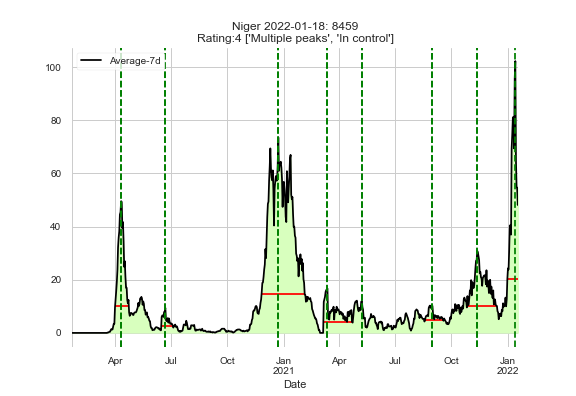 Niger 2022-01-18: 8459
Rating:4 ['Multiple peaks', 'In control']
Average-7d
100
80
60
40
20
0
Apr Jul Oct Jan Apr Jul Oct Jan
2021 2022
Date